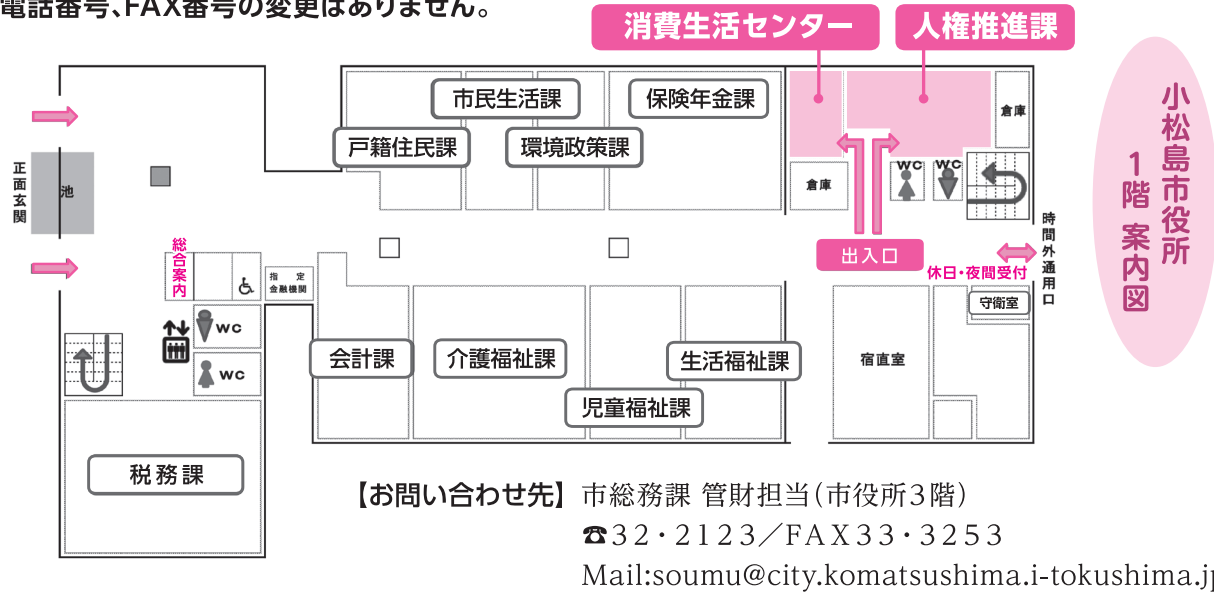 電話番号、FAX番号の変更はありません。
消費生活センター
人権推進課
小松島市役所
1階 案内図
市民生活課
保険年金課
戸籍住民課
環境政策課
倉庫
倉庫
WC
WC
正面玄関
池
総合案内
指定
金融機関
出入口
時間外通用口
休日・夜間受付
守衛室
WC
WC
会計課
介護福祉課
生活福祉課
児童福祉課
宿直室
税務課
【お問い合わせ先】 市総務課 管財担当(市役所3階)
☎32・2123/FAX33・3253
Mail:soumu@city.komatsushima.i-tokushima.jp